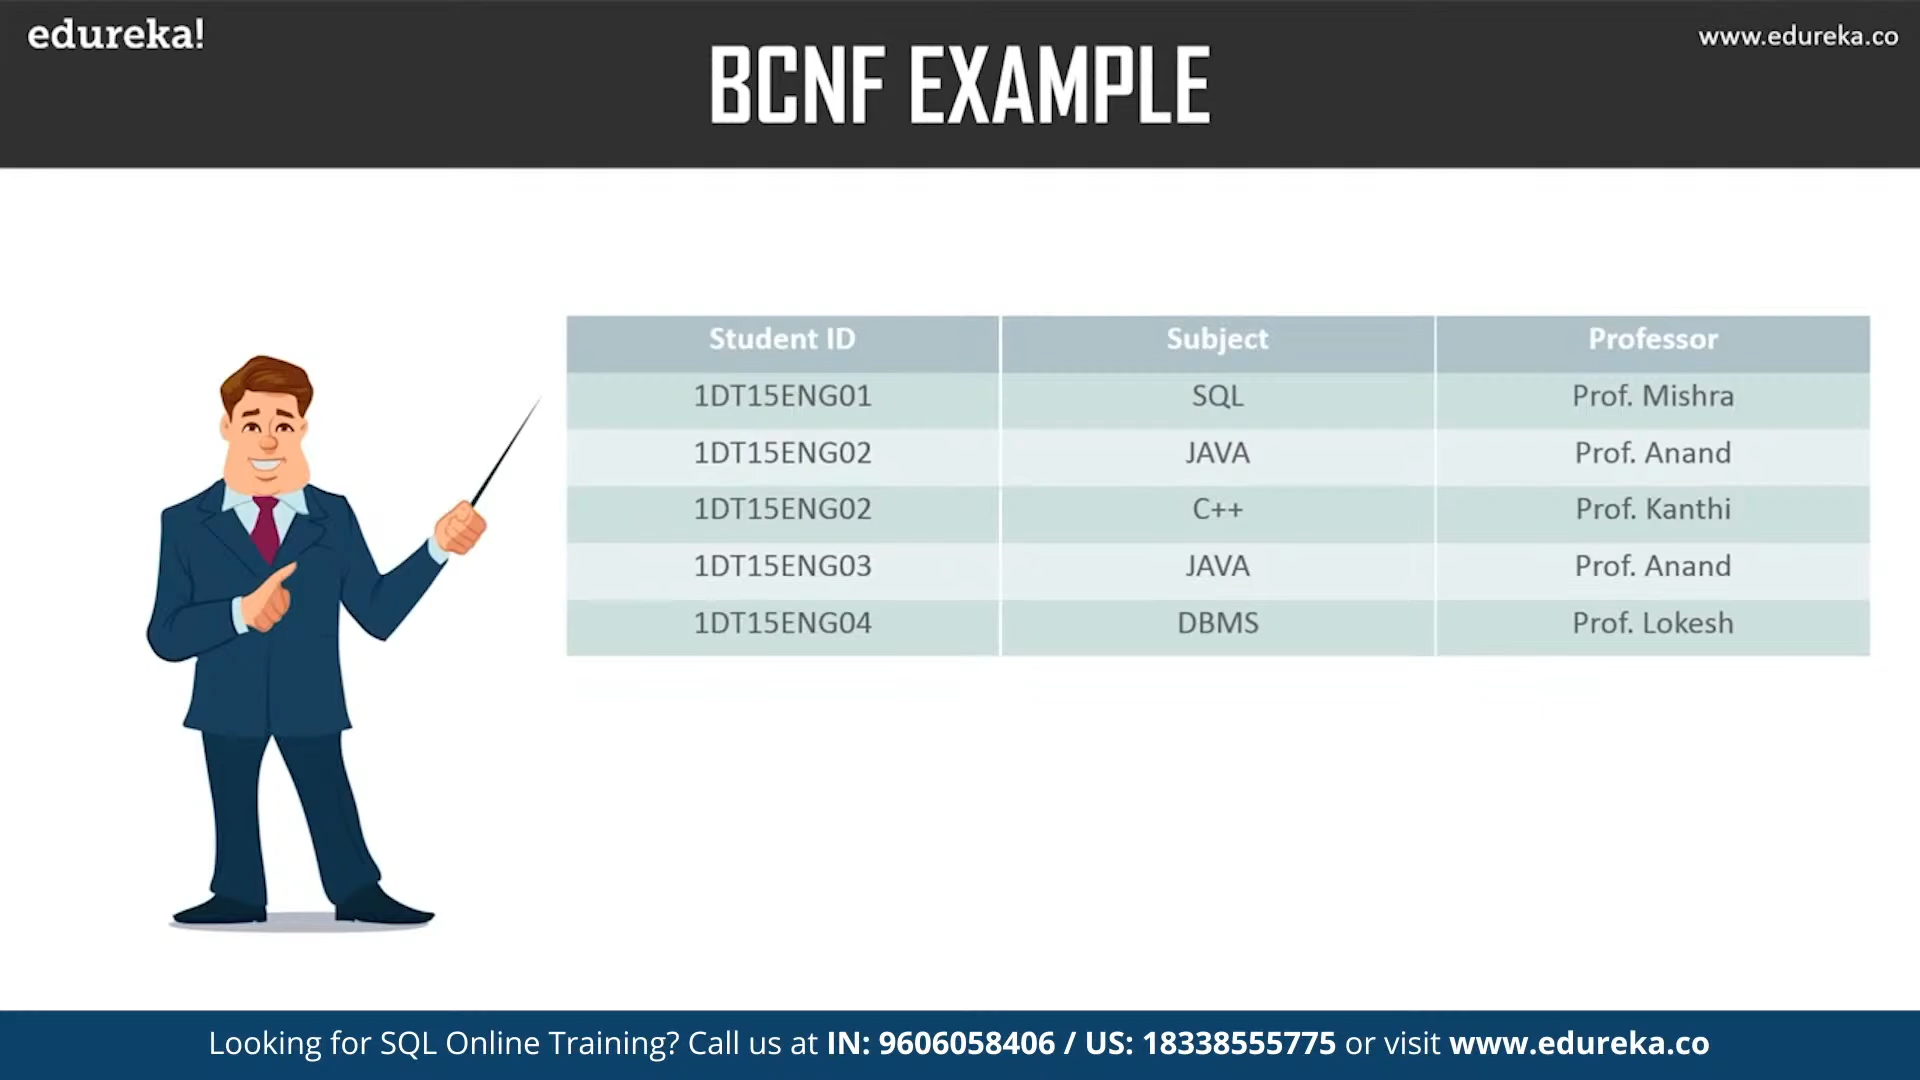 edureka!
www.edureka.co
BCNF EXAMPLE
Student ID Subject Professor
1DT15ENG01 SQL Prof. Mishra
1DT15ENG02 JAVA Prof. Anand
1DT15ENG02 C++ Prof. Kanthi
1DT15ENG03 JAVA Prof. Anand
1DT15ENG04 DBMS Prof. Lokesh
Looking for SQL Online Training? Call us at IN: 9606058406 / US: 18338555775 or visit www.edureka.co